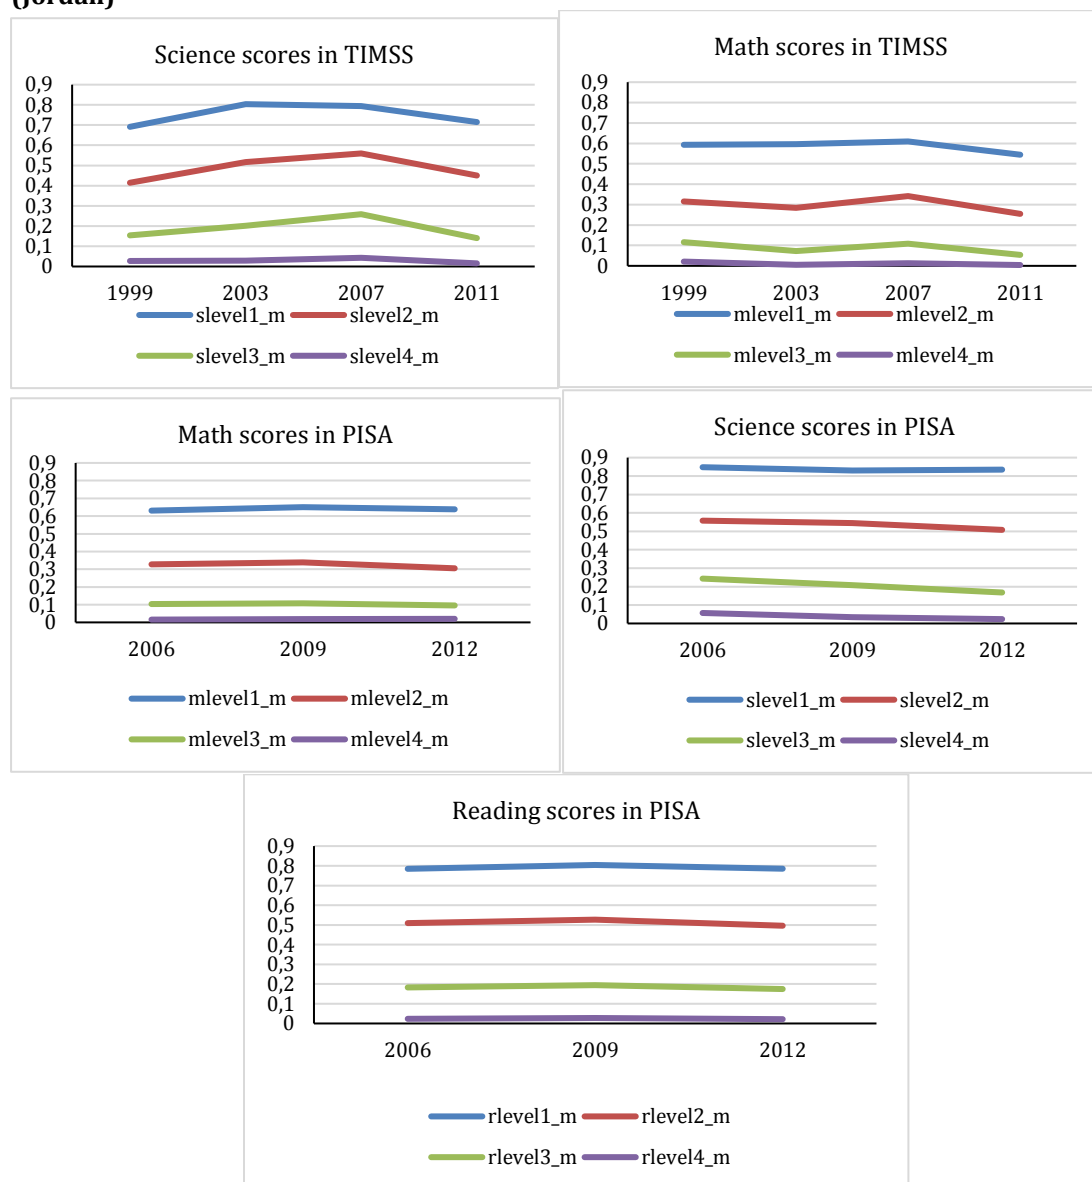 (Jordan)
Science scores in TIMSS
0,9
0,8
0,7
0,6
0,5
0,4
0,3
0,2
0,1
0
1999 2003 2007 2011
slevel1_m slevel2_m
slevel3_m slevel4_m
Math scores in TIMSS
0,9
0,8
0,7
0,6
0,5
0,4
0,3
0,2
0,1
0
1999 2003 2007 2011
mlevel1_m mlevel2_m
mlevel3_m mlevel4_m
Math scores in PISA
0,9
0,8
0,7
0,6
0,5
0,4
0,3
0,2
0,1
0
2006 2009 2012
mlevel1_m mlevel2_m
mlevel3_m mlevel4_m
Science scores in PISA
0,9
0,8
0,7
0,6
0,5
0,4
0,3
0,2
0,1
0
2006 2009 2012
slevel1_m slevel2_m
slevel3_m slevel4_m
Reading scores in PISA
0,9
0,8
0,7
0,6
0,5
0,4
0,3
0,2
0,1
0
2006 2009 2012
rlevel1_m rlevel2_m
rlevel3_m rlevel4_m